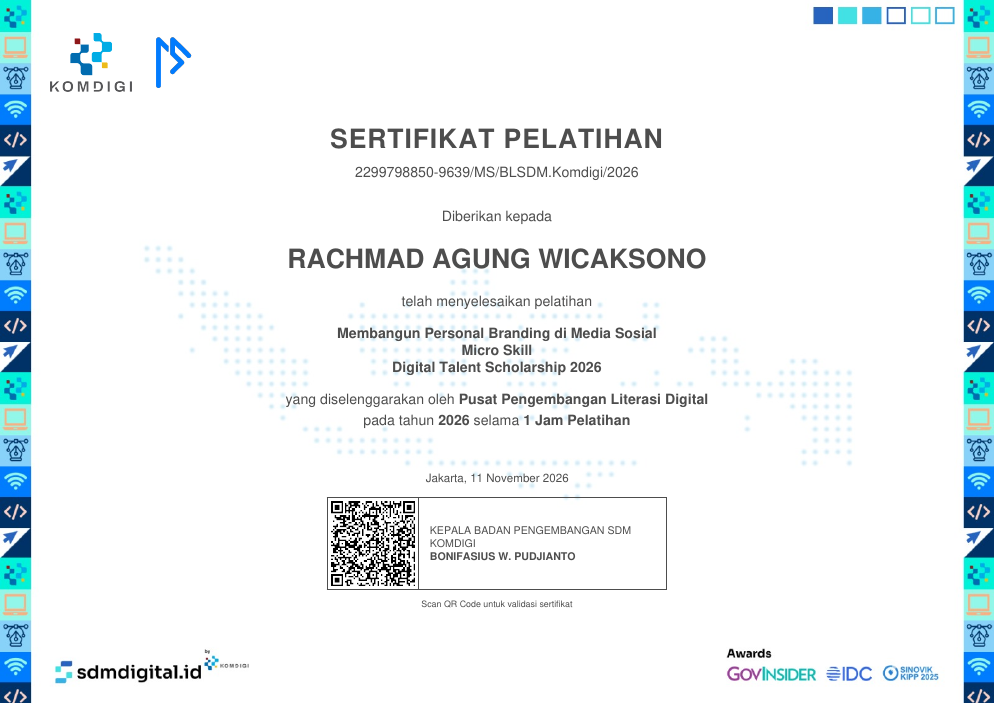 KOMDIGI
SERTIFIKAT PELATIHAN
2299798850-9639/MS/BLSDM.Komdigi/2026
Diberikan kepada
RACHMAD AGUNG WICAKSONO
telah menyelesaikan pelatihan
Membangun Personal Branding di Media Sosial
Micro Skill
Digital Talent Scholarship 2026
yang diselenggarakan oleh Pusat Pengembangan Literasi Digital
pada tahun 2026 selama 1 Jam Pelatihan
Jakarta, 11 November 2026
KEPALA BADAN PENGEMBANGAN SDM
KOMDIGI
BONIFASIUS W. PUDJIANTO
Scan QR Code untuk validasi sertifikat
sdmdigital.id
by
KOMDIGI
Awards
GOVINSIDER
IDC
SINOVIK
KIPP 2025